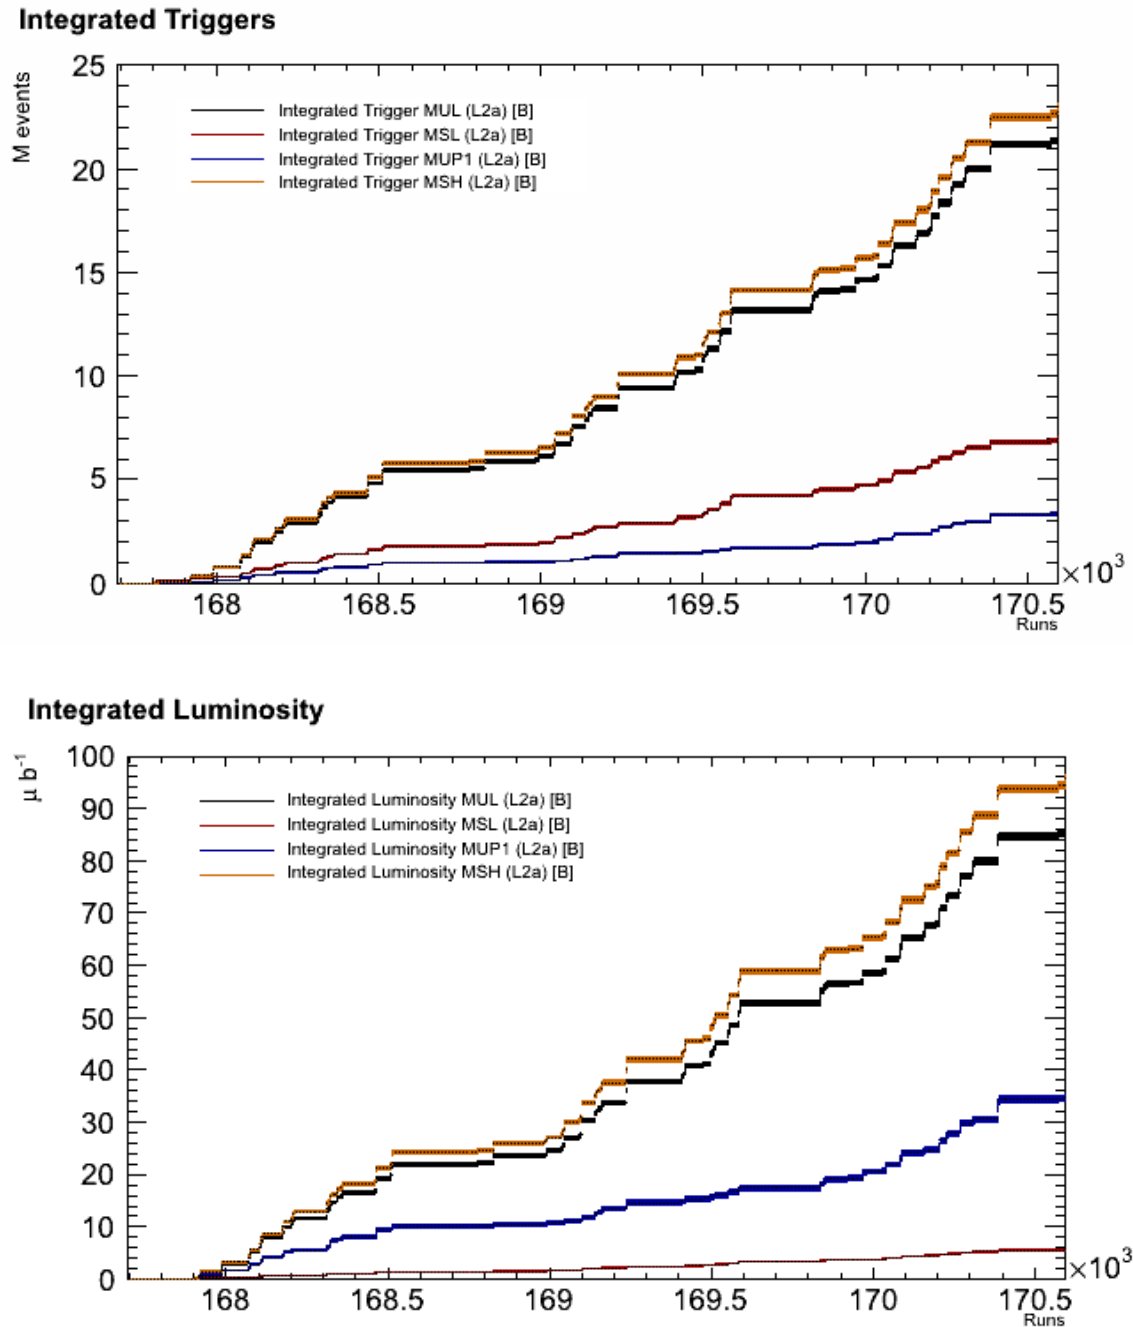 Integrated Triggers
M events
25
20
15
10
5
0
Integrated Trigger MUL (L2a) [B]
Integrated Trigger MSL (L2a) [B]
Integrated Trigger MUP1 (L2a) [B]
Integrated Trigger MSH (L2a) [B]
168 168.5 169 169.5 170 170.5
×10³
Runs
Integrated Luminosity
μ b⁻¹
100
90
80
70
60
50
40
30
20
10
0
Integrated Luminosity MUL (L2a) [B]
Integrated Luminosity MSL (L2a) [B]
Integrated Luminosity MUP1 (L2a) [B]
Integrated Luminosity MSH (L2a) [B]
168 168.5 169 169.5 170 170.5
×10³
Runs